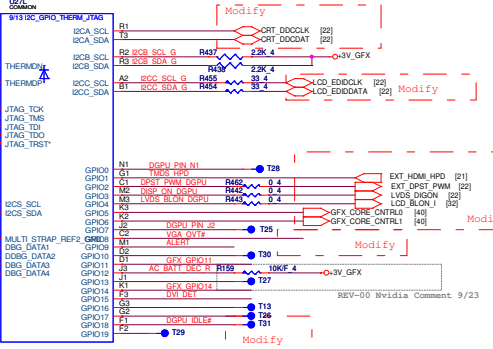 U27L
COMMON
9/13 I2C_GPIO_THERM_JTAG
Modify
I2CA_SCL R1 CRT_DDCCLK [22]
I2CA_SDA T3 CRT_DDCDAT [22]
I2CB_SCL R2 I2CB_SCL_G R437 2.2K_4 +3V_GFX
I2CB_SDA R3 I2CB_SDA_G R438 2.2K_4
THERMDN
THERMDP
I2CC_SCL A2 I2CC_SCL_G R455 33_4 LCD_EDIDCLK [22]
I2CC_SDA B1 I2CC_SDA_G R454 33_4 LCD_EDIDDATA [22]
Modify
JTAG_TCK
JTAG_TMS
JTAG_TDI
JTAG_TDO
JTAG_TRST*
GPIO0 N1 DGPU_PIN_N1 T28
GPIO1 G1 TMDS_HPD EXT_HDMI_HPD [21]
GPIO2 C1 DPST_PWM_DGPU R462 0_4 EXT_DPST_PWM [22]
GPIO3 M2 DISP_ON_DGPU R442 0_4 LVDS_DIGON [22]
GPIO4 M3 LVDS_BLON_DGPU R443 0_4 LCD_BLON_I [32]
I2CS_SCL
I2CS_SDA
GPIO5 K3 GFX_CORE_CNTRL0 [40]
GPIO6 K2 GFX_CORE_CNTRL1 [40]
Modi
GPIO7 J2 DGPU_PIN_J2 T25
MULTI_STRAP_REF2_GND
GPIO8 C2 VGA_OVT#
DBG_DATA1 GPIO9 M1 ALERT
Modify
DDBG_DATA2 GPIO10 D2 T30
DBG_DATA3 GPIO11 D1 GFX_GPIO11
DBG_DATA4 GPIO12 J3 AC_BATT_DEC_R R159 10K/F_4 +3V_GFX
GPIO13 J1 T27
GPIO14 K1 GFX_GPIO14
GPIO15 F3 DVI_DET
REV-00 Nvidia Comment 9/23
GPIO16 G3 T13
GPIO17 G2 T26
GPIO18 F1 DGPU_IDLE# T31
GPIO19 F2 T29
Modify